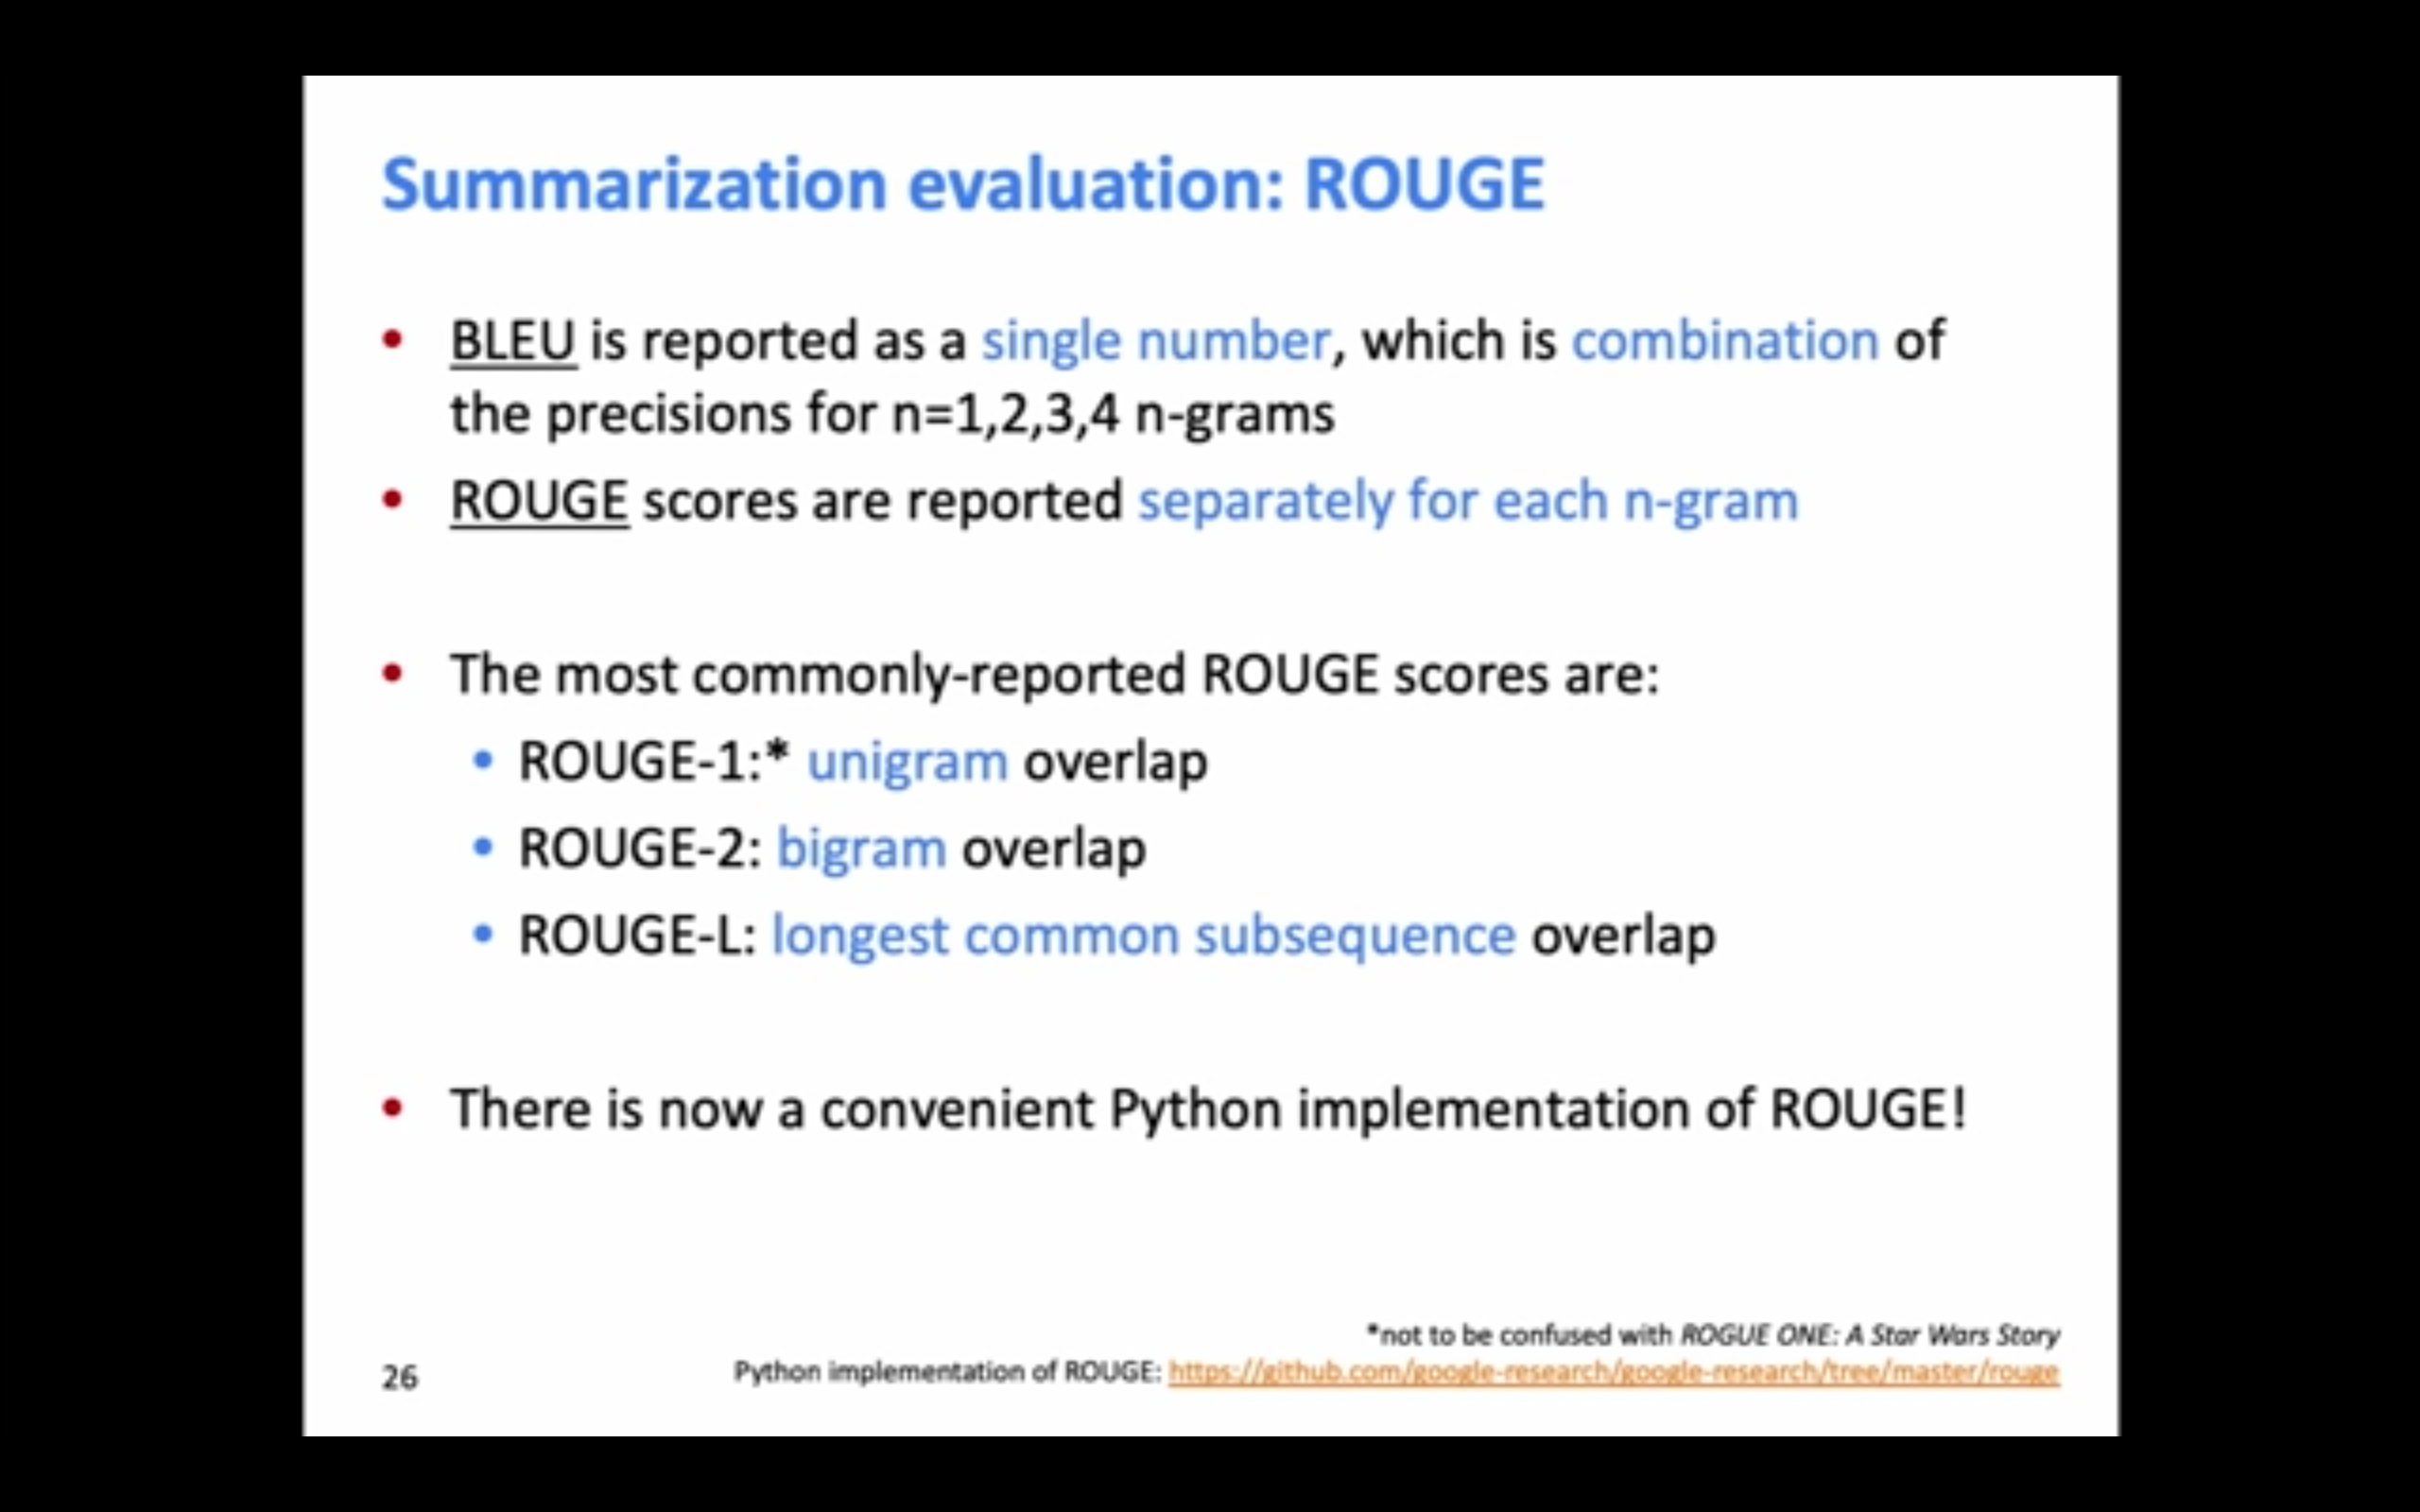 Summarization evaluation: ROUGE
• BLEU is reported as a single number, which is combination of
the precisions for n=1,2,3,4 n-grams
• ROUGE scores are reported separately for each n-gram
• The most commonly-reported ROUGE scores are:
• ROUGE-1:* unigram overlap
• ROUGE-2: bigram overlap
• ROUGE-L: longest common subsequence overlap
• There is now a convenient Python implementation of ROUGE!
*not to be confused with ROGUE ONE: A Star Wars Story
26 Python implementation of ROUGE: https://github.com/google-research/google-research/tree/master/rouge